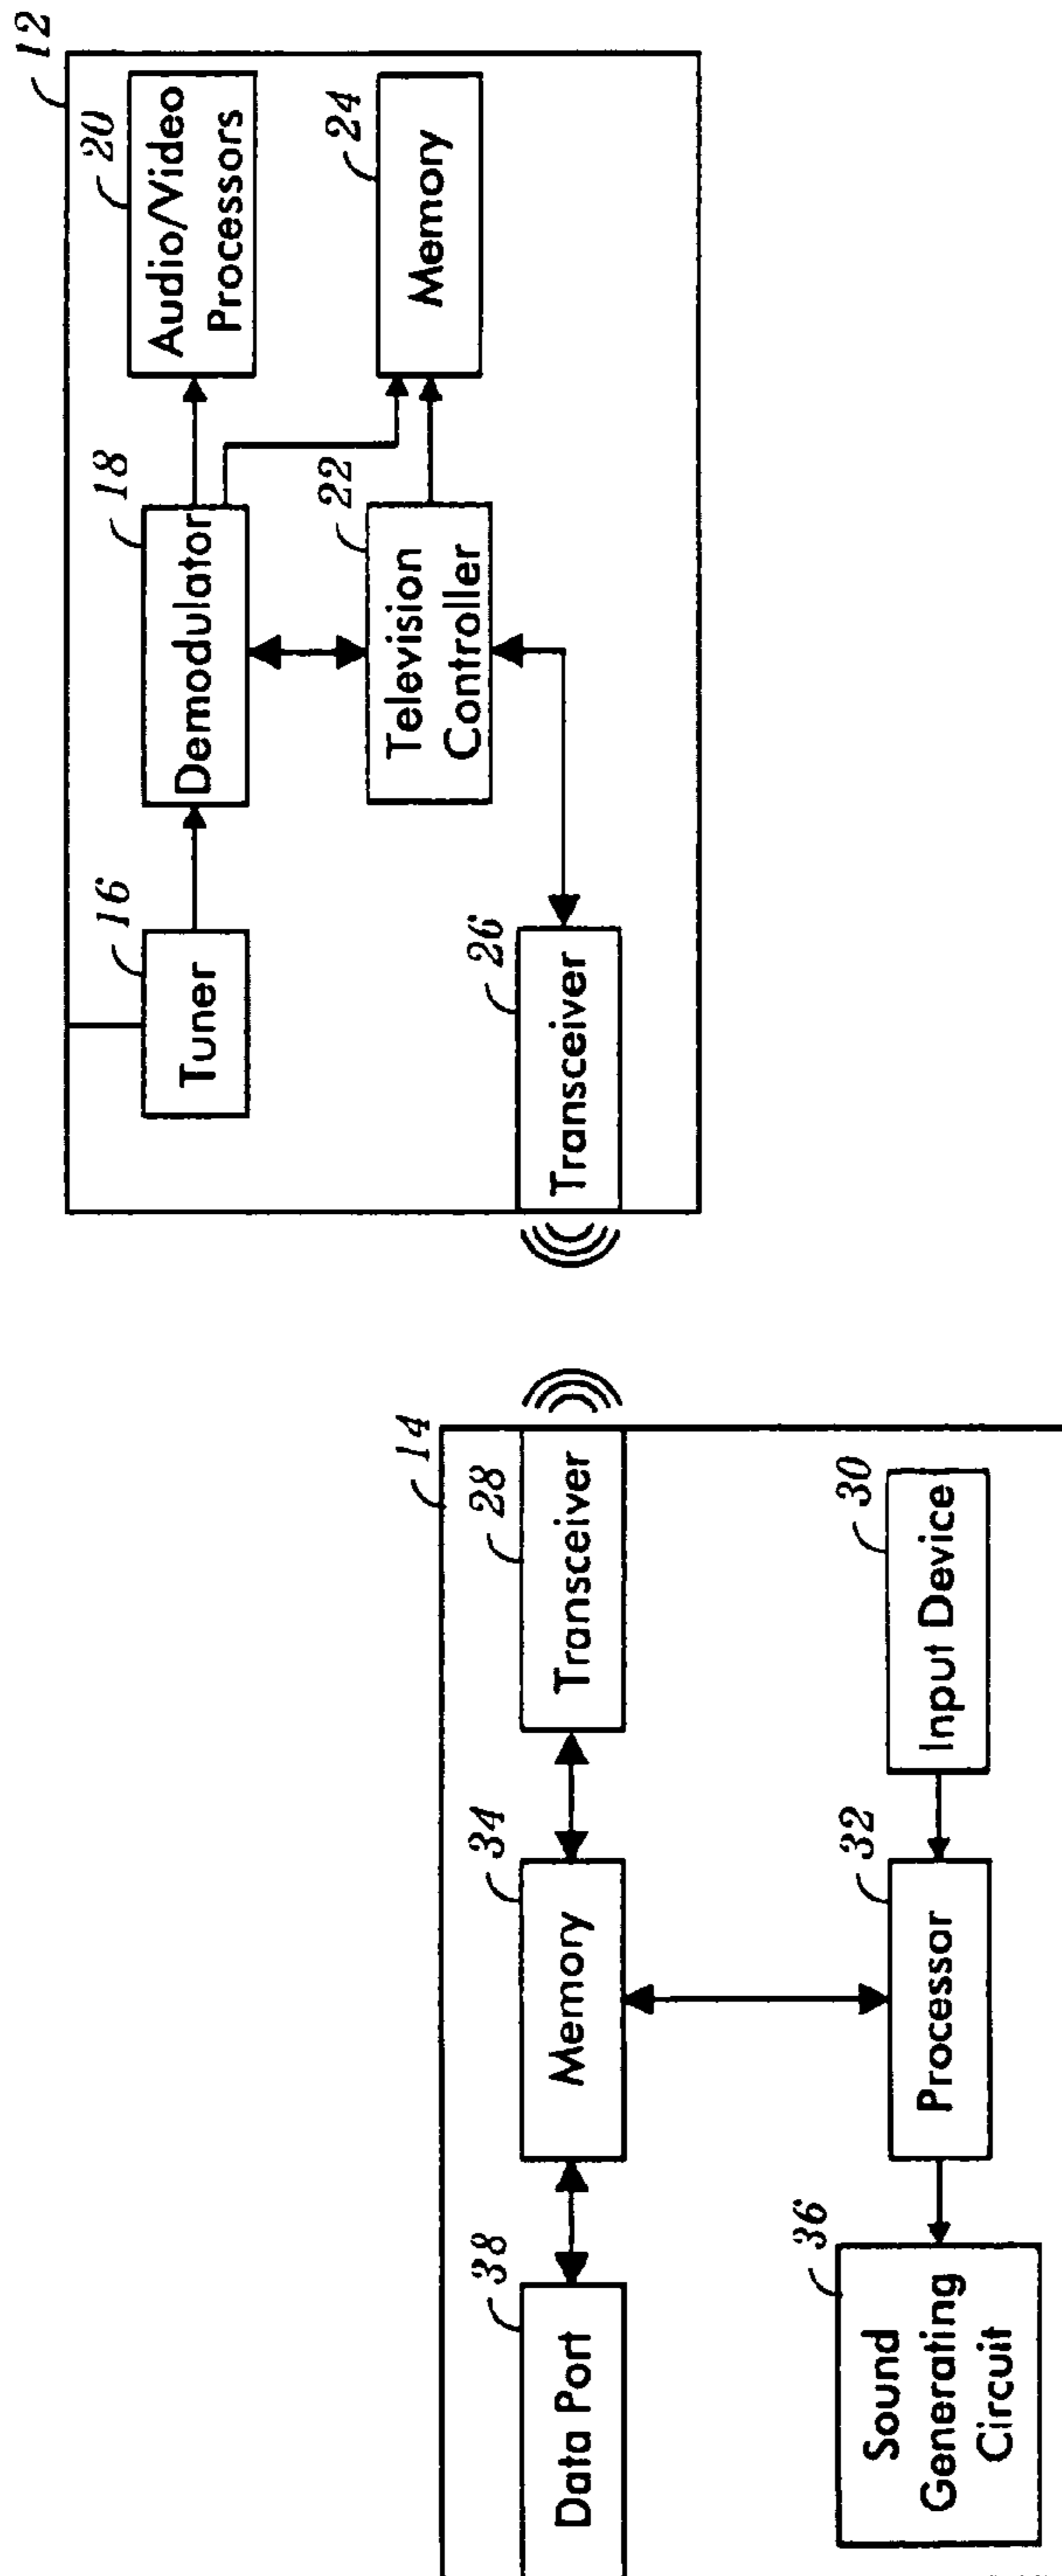 12
16
Tuner
18
Demodulator
20
Audio/Video
Processors
22
Television
Controller
24
Memory
26
Transceiver
14
38
Data Port
34
Memory
28
Transceiver
36
Sound
Generating
Circuit
32
Processor
30
Input Device